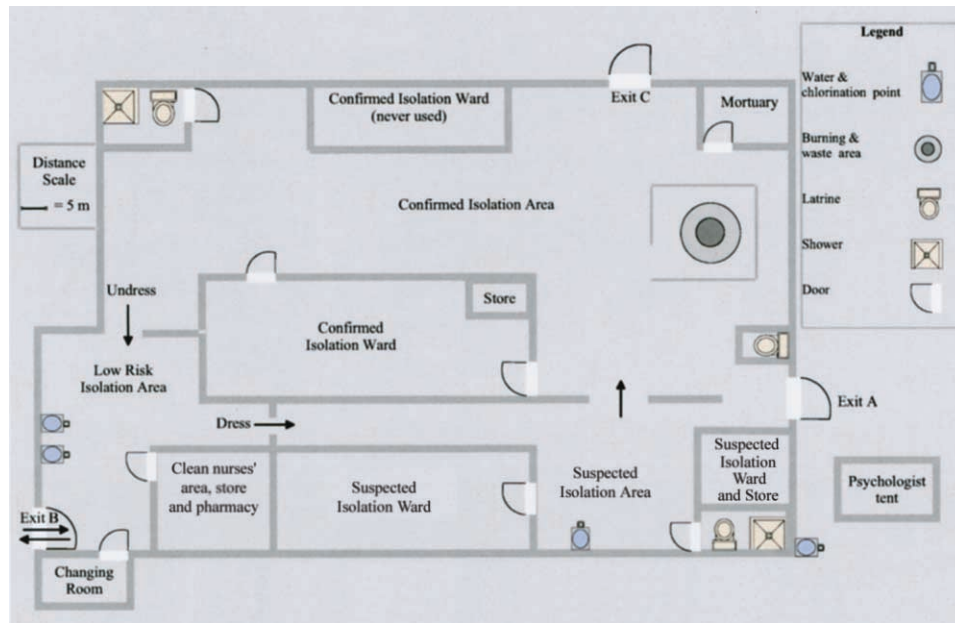 Legend
Water &
chlorination point
Burning &
waste area
Latrine
Shower
Door
Confirmed Isolation Ward
(never used)
Exit C
Mortuary
Distance
Scale
= 5 m
Confirmed Isolation Area
Undress
Store
Confirmed
Isolation Ward
Low Risk
Isolation Area
Exit A
Dress
Clean nurses'
area, store
and pharmacy
Suspected
Isolation Ward
Suspected
Isolation Area
Suspected
Isolation
Ward
and Store
Psychologist
tent
Exit B
Changing
Room